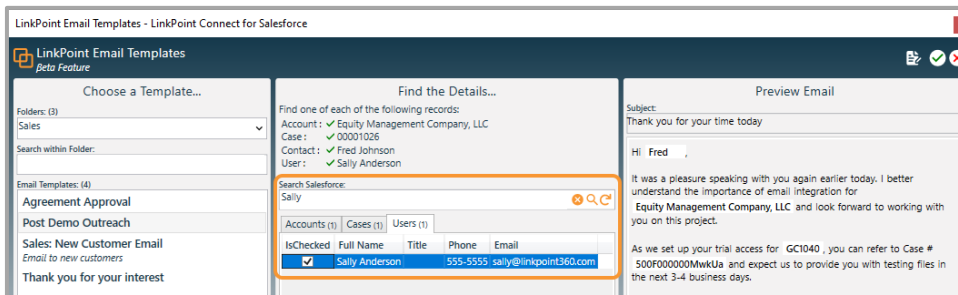 LinkPoint Email Templates - LinkPoint Connect for Salesforce
LinkPoint Email Templates
Beta Feature
Choose a Template...
Folders: (3)
Sales
Search within Folder:
Email Templates: (4)
Agreement Approval
Post Demo Outreach
Sales: New Customer Email
Email to new customers
Thank you for your interest
Find the Details...
Find one of each of the following records:
Account: Equity Management Company, LLC
Case: 00001026
Contact: Fred Johnson
User: Sally Anderson
Search Salesforce:
Sally
Accounts (1) Cases (1) Users (1)
IsChecked Full Name Title Phone Email
Sally Anderson 555-5555 sally@linkpoint360.com
Preview Email
Subject:
Thank you for your time today
Hi Fred ,
It was a pleasure speaking with you again earlier today. I better
understand the importance of email integration for
Equity Management Company, LLC and look forward to working with
you on this project.
As we set up your trial access for GC1040 , you can refer to Case #
500F000000MwkUa and expect us to provide you with testing files in
the next 3-4 business days.